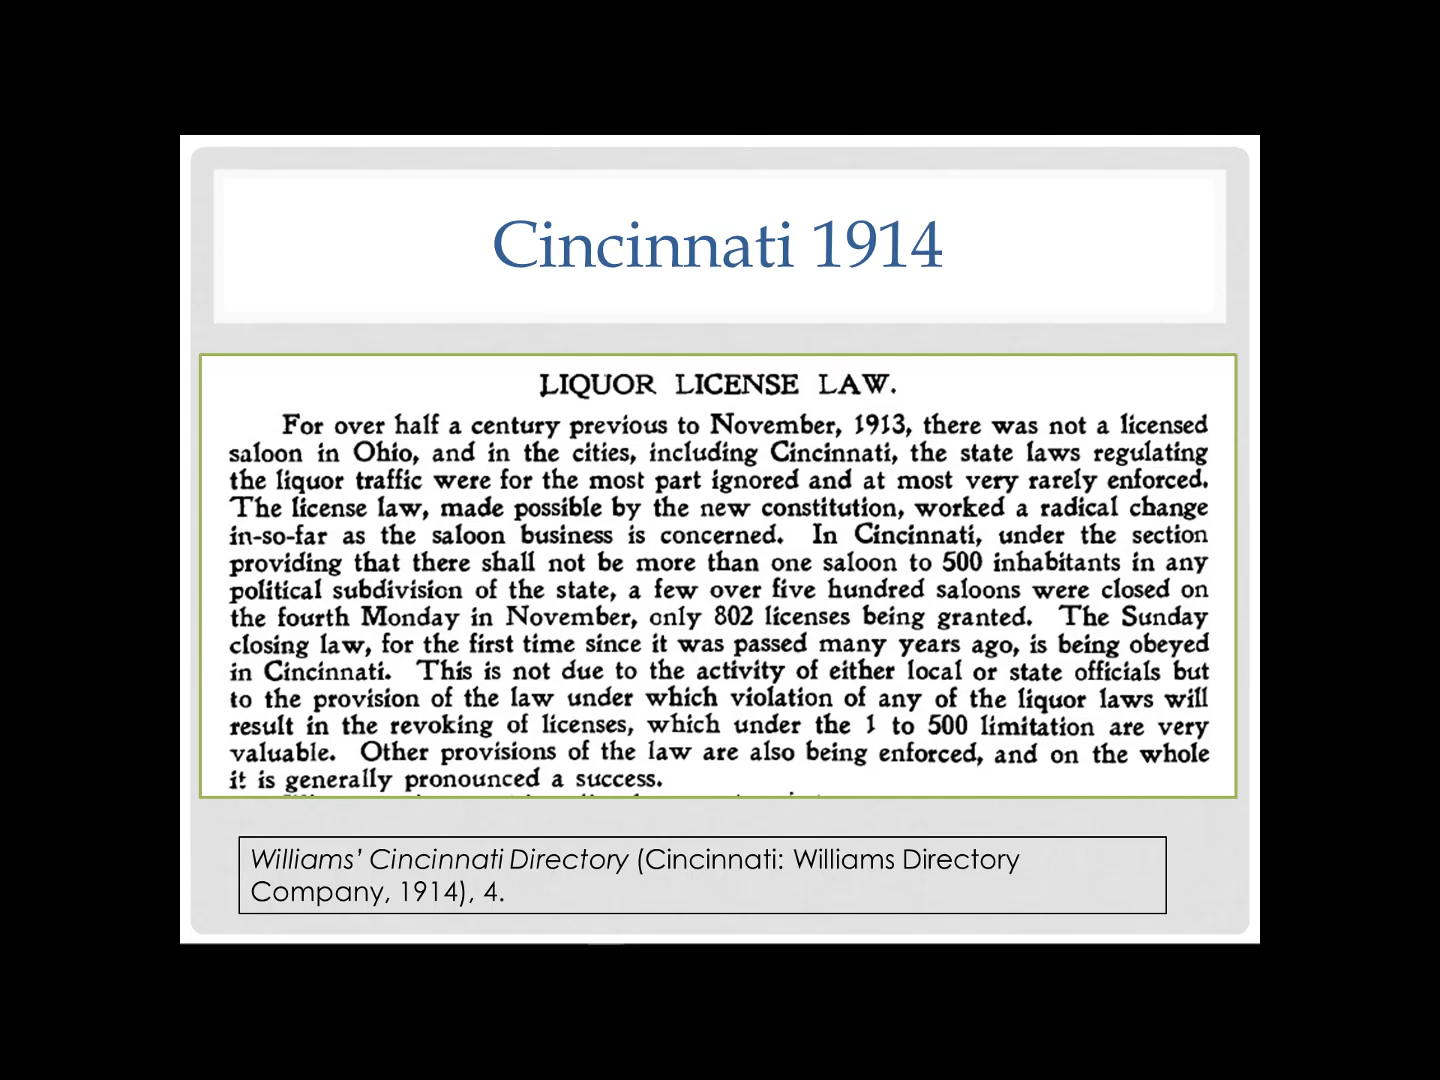 Cincinnati 1914
LIQUOR LICENSE LAW.
For over half a century previous to November, 1913, there was not a licensed
saloon in Ohio, and in the cities, including Cincinnati, the state laws regulating
the liquor traffic were for the most part ignored and at most very rarely enforced.
The license law, made possible by the new constitution, worked a radical change
in-so-far as the saloon business is concerned. In Cincinnati, under the section
providing that there shall not be more than one saloon to 500 inhabitants in any
political subdivision of the state, a few over five hundred saloons were closed on
the fourth Monday in November, only 802 licenses being granted. The Sunday
closing law, for the first time since it was passed many years ago, is being obeyed
in Cincinnati. This is not due to the activity of either local or state officials but
to the provision of the law under which violation of any of the liquor laws will
result in the revoking of licenses, which under the 1 to 500 limitation are very
valuable. Other provisions of the law are also being enforced, and on the whole
it is generally pronounced a success.
Williams’ Cincinnati Directory (Cincinnati: Williams Directory
Company, 1914), 4.